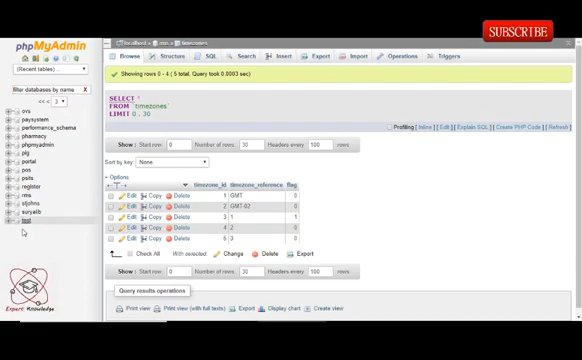 SUBSCRIBE
phpMyAdmin
localhost » rms » timezones
Browse Structure SQL Search Insert Export Import Operations Triggers
(Recent tables) ...
Showing rows 0 - 4 ( 5 total, Query took 0.0003 sec)
filter databases by name X
<< < 3
SELECT *
FROM `timezones`
LIMIT 0 , 30
ovs
paysystem
performance_schema
pharmacy
phpmyadmin
pig
portal
pos
psits
register
rms
stjohns
suryalib
test
Profiling [ Inline ] [ Edit ] [ Explain SQL ] [ Create PHP Code ] [ Refresh ]
Show : Start row: 0 Number of rows: 30 Headers every 100 rows
Sort by key: None
+ Options
timezone_id timezone_reference flag
Edit Copy Delete 1 GMT 0
Edit Copy Delete 2 GMT-02 0
Edit Copy Delete 3 1 1
Edit Copy Delete 4 2 0
Edit Copy Delete 5 3 0
Check All With selected: Change Delete Export
Show : Start row: 0 Number of rows: 30 Headers every 100 rows
Query results operations
Print view Print view (with full texts) Export Display chart Create view
Expert Knowledge